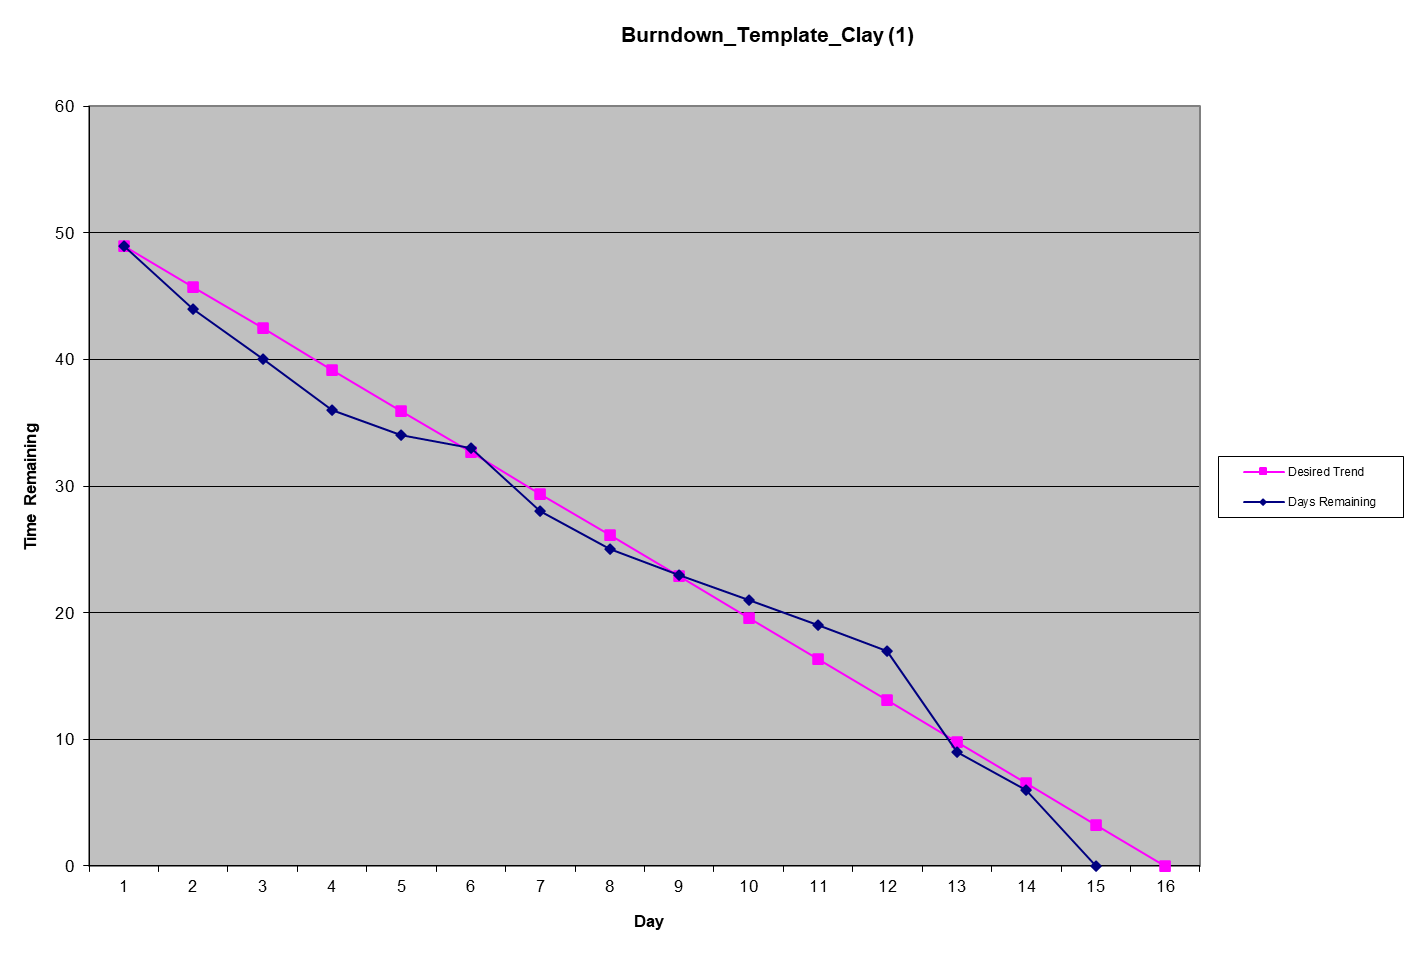 Burndown_Template_Clay (1)
60
50
40
30
20
10
0
Time Remaining
1 2 3 4 5 6 7 8 9 10 11 12 13 14 15 16
Day
Desired Trend
Days Remaining